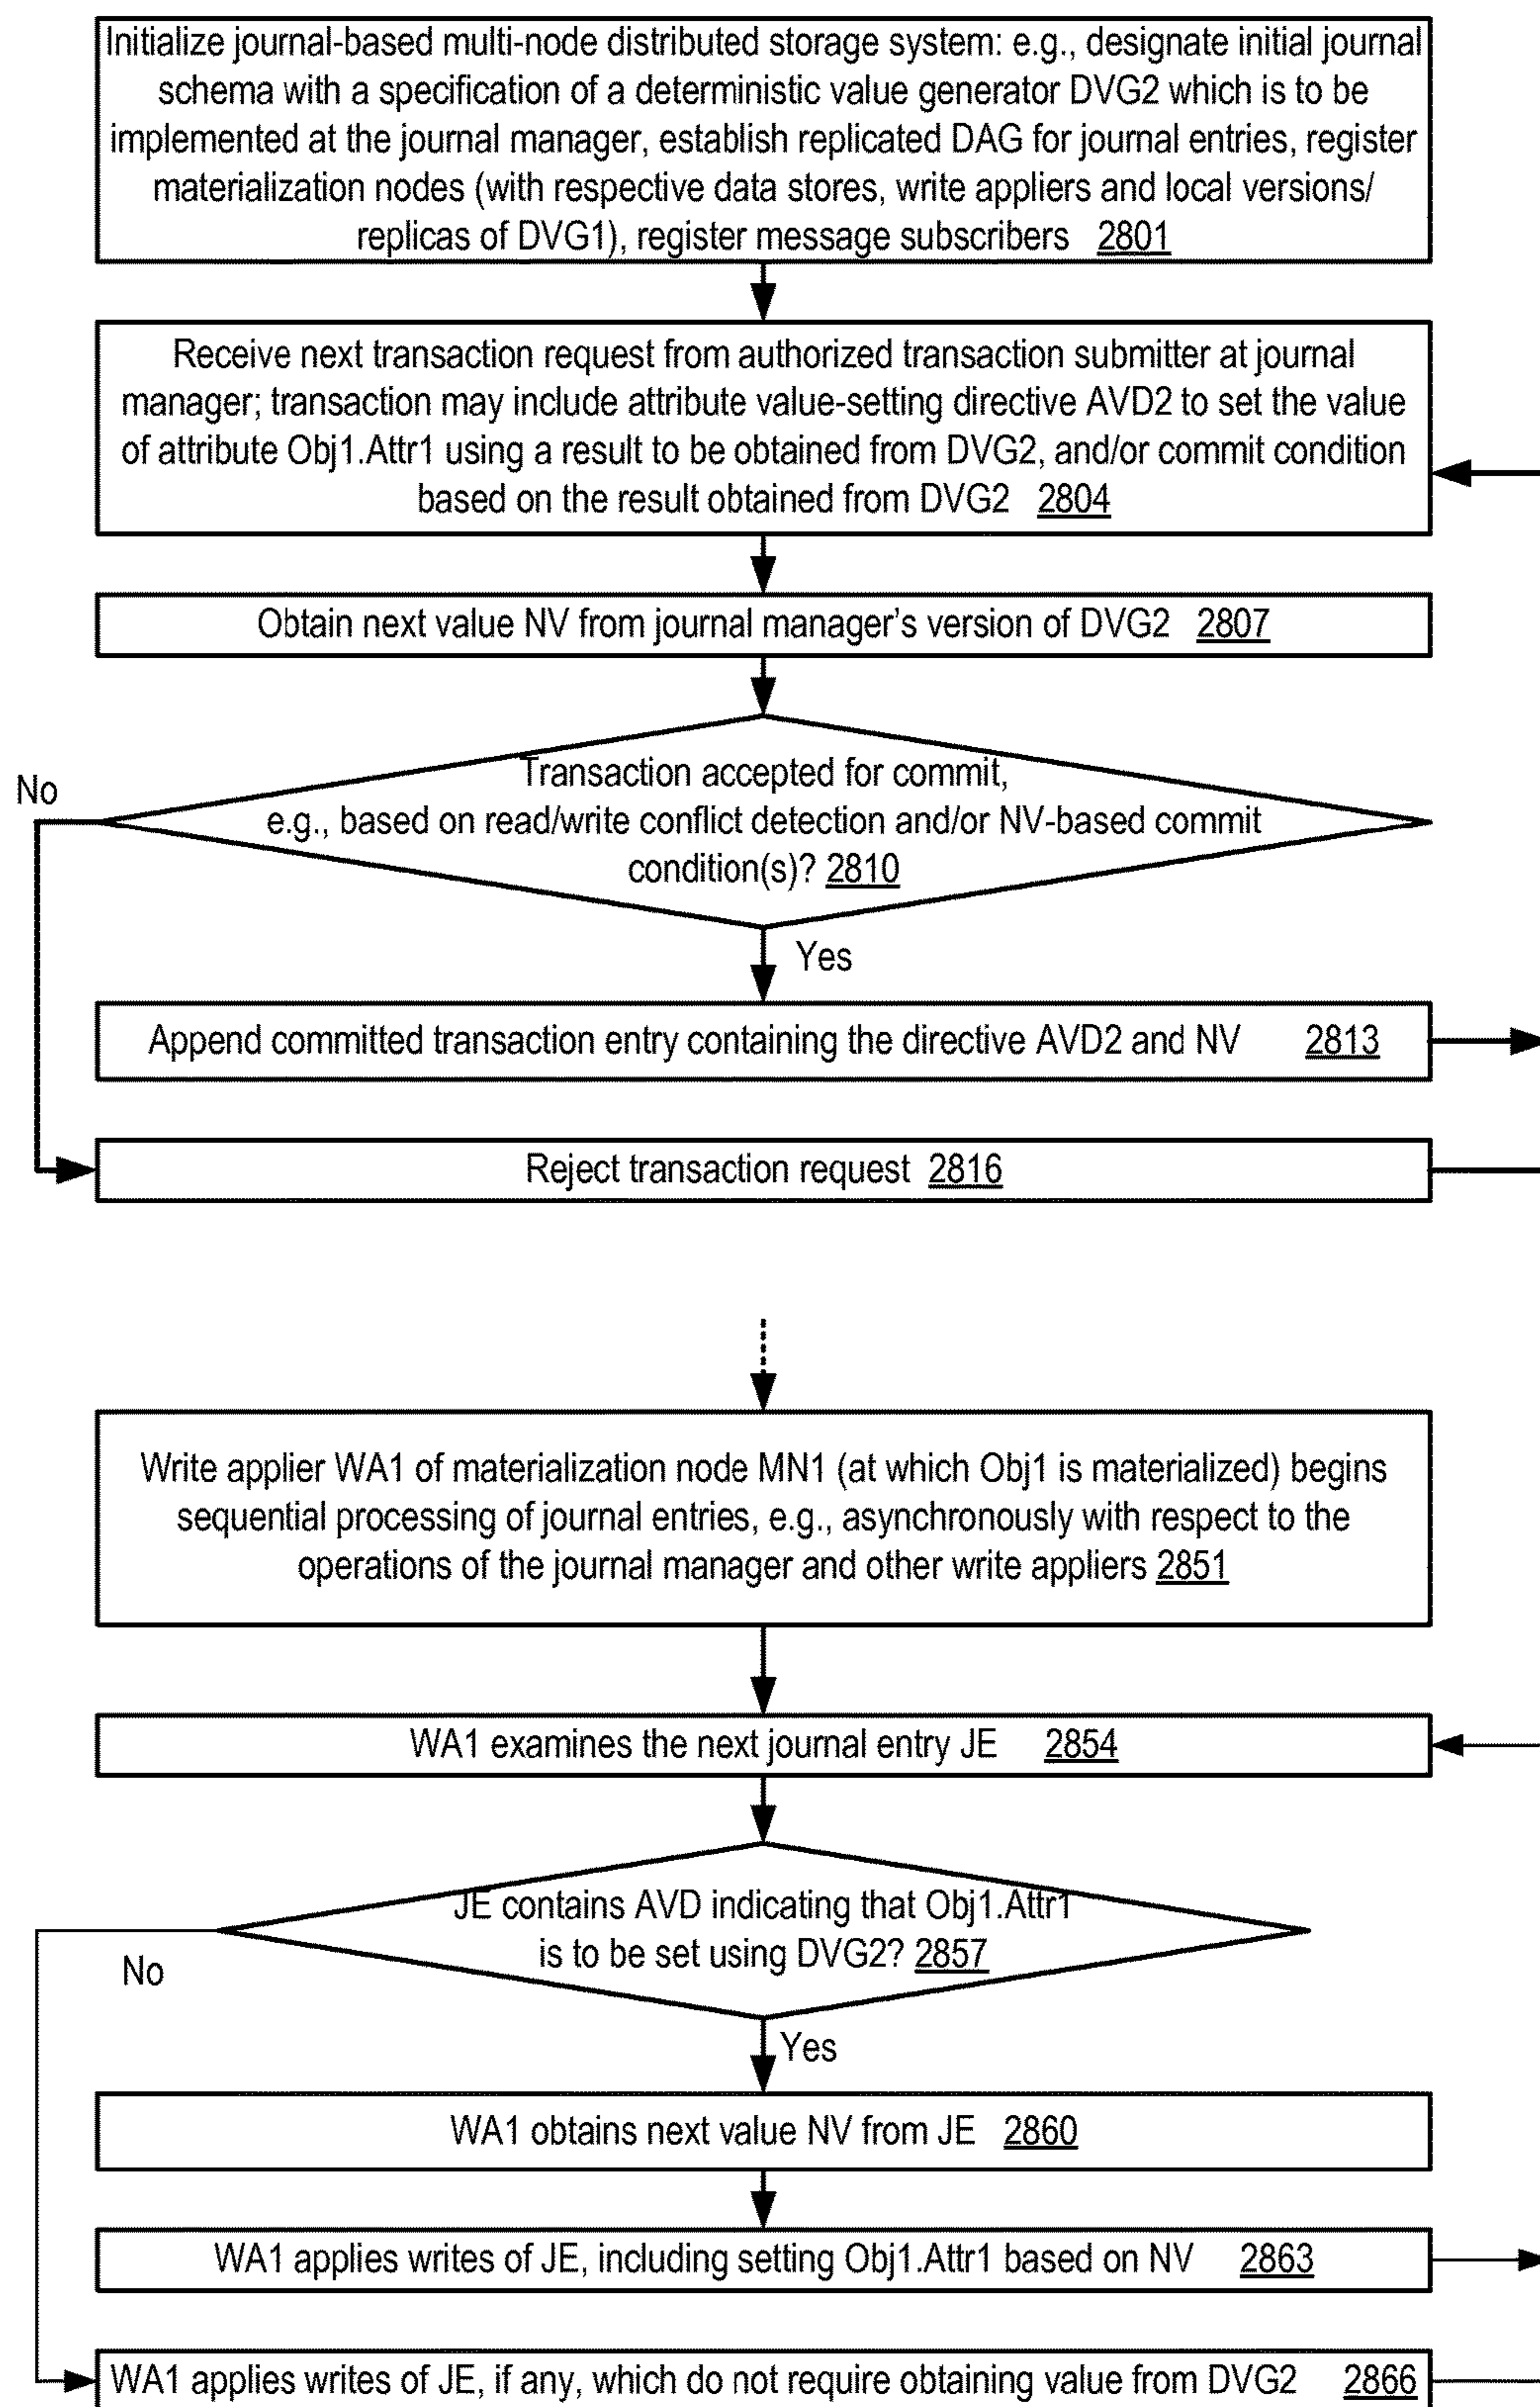 Initialize journal-based multi-node distributed storage system: e.g., designate initial journal
schema with a specification of a deterministic value generator DVG2 which is to be
implemented at the journal manager, establish replicated DAG for journal entries, register
materialization nodes (with respective data stores, write appliers and local versions/
replicas of DVG1), register message subscribers 2801
Receive next transaction request from authorized transaction submitter at journal
manager; transaction may include attribute value-setting directive AVD2 to set the value
of attribute Obj1.Attr1 using a result to be obtained from DVG2, and/or commit condition
based on the result obtained from DVG2 2804
Obtain next value NV from journal manager's version of DVG2 2807
Transaction accepted for commit,
No
e.g., based on read/write conflict detection and/or NV-based commit
condition(s)? 2810
Yes
Append committed transaction entry containing the directive AVD2 and NV 2813
Reject transaction request 2816
Write applier WA1 of materialization node MN1 (at which Obj1 is materialized) begins
sequential processing of journal entries, e.g., asynchronously with respect to the
operations of the journal manager and other write appliers 2851
WA1 examines the next journal entry JE 2854
JE contains AVD indicating that Obj1.Attr1
is to be set using DVG2? 2857
No
Yes
WA1 obtains next value NV from JE 2860
WA1 applies writes of JE, including setting Obj1.Attr1 based on NV 2863
WA1 applies writes of JE, if any, which do not require obtaining value from DVG2 2866